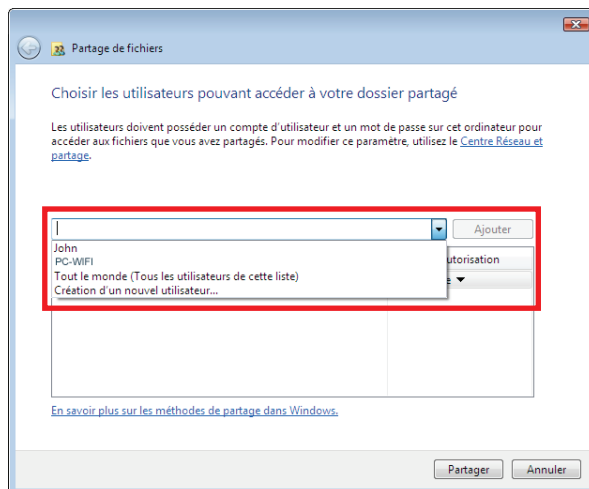 Partage de fichiers
Choisir les utilisateurs pouvant accéder à votre dossier partagé
Les utilisateurs doivent posséder un compte d'utilisateur et un mot de passe sur cet ordinateur pour
accéder aux fichiers que vous avez partagés. Pour modifier ce paramètre, utilisez le Centre Réseau et
partage.
Ajouter
John
PC-WIFI
utorisation
Tout le monde (Tous les utilisateurs de cette liste)
Création d'un nouvel utilisateur...
En savoir plus sur les méthodes de partage dans Windows.
Partager Annuler